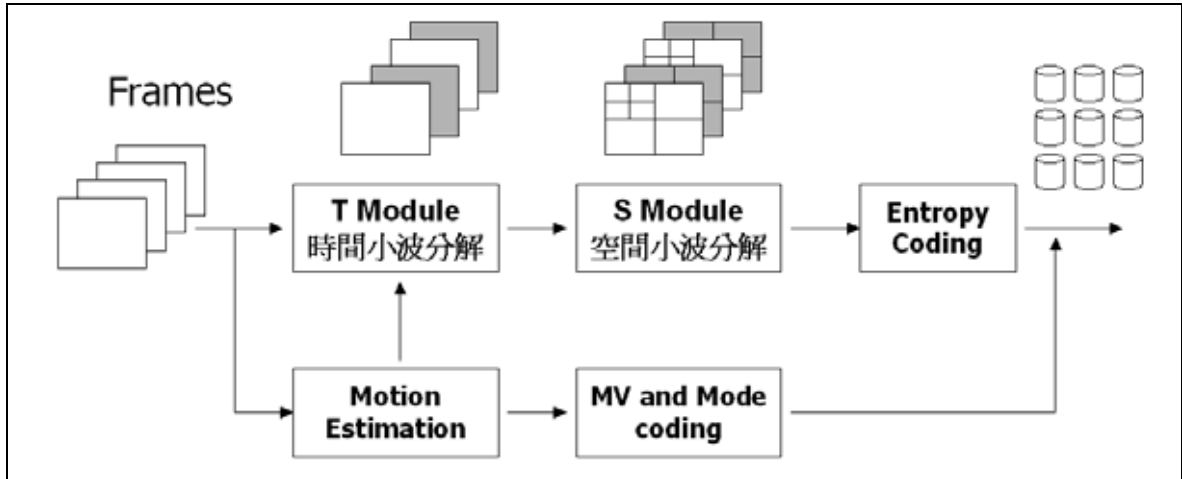 Frames
T Module
時間小波分解
S Module
空間小波分解
Entropy
Coding
Motion
Estimation
MV and Mode
coding